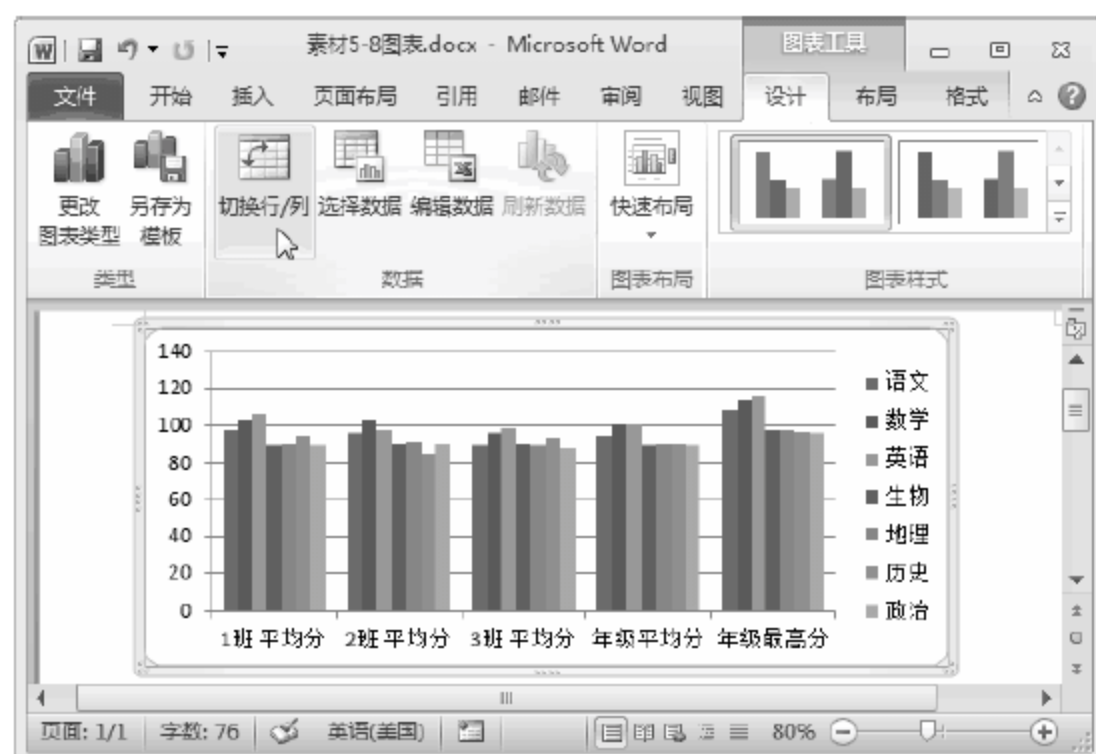 素材5-8图表.docx - Microsoft Word
图表工具
文件 开始 插入 页面布局 引用 邮件 审阅 视图 设计 布局 格式
更改
图表类型
另存为
模板
切换行/列
选择数据
编辑数据
刷新数据
快速布局
类型
数据
图表布局
图表样式
140
120
100
80
60
40
20
0
1班 平均分 2班 平均分 3班 平均分 年级平均分 年级最高分
语文
数学
英语
生物
地理
历史
政治
页面: 1/1 字数: 76 英语(美国) 80%